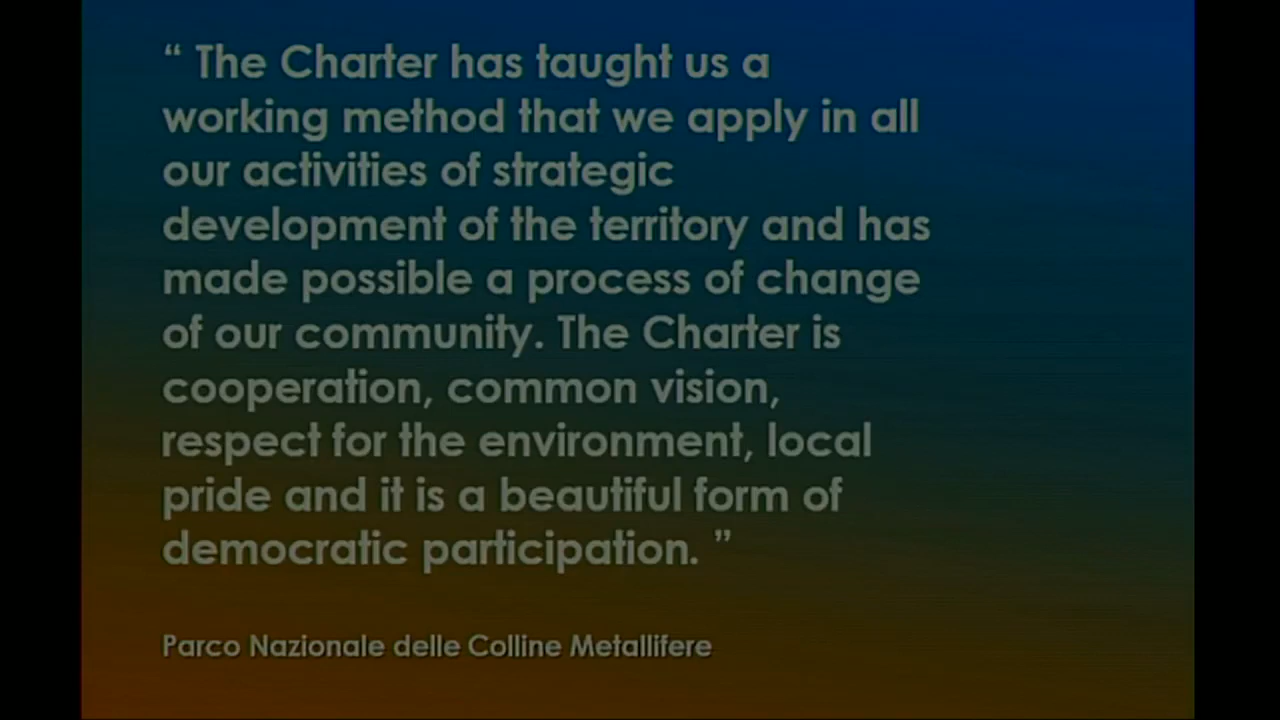 “ The Charter has taught us a
working method that we apply in all
our activities of strategic
development of the territory and has
made possible a process of change
of our community. The Charter is
cooperation, common vision,
respect for the environment, local
pride and it is a beautiful form of
democratic participation. ”
Parco Nazionale delle Colline Metallifere